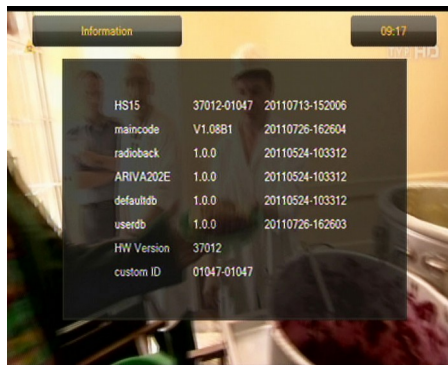 Information
09:17
HD
HS15 37012-01047 20110713-152006
maincode V1.08B1 20110726-162604
radioback 1.0.0 20110524-103312
ARIVA202E 1.0.0 20110524-103312
defaultdb 1.0.0 20110524-103312
userdb 1.0.0 20110726-162603
HW Version 37012
custom ID 01047-01047